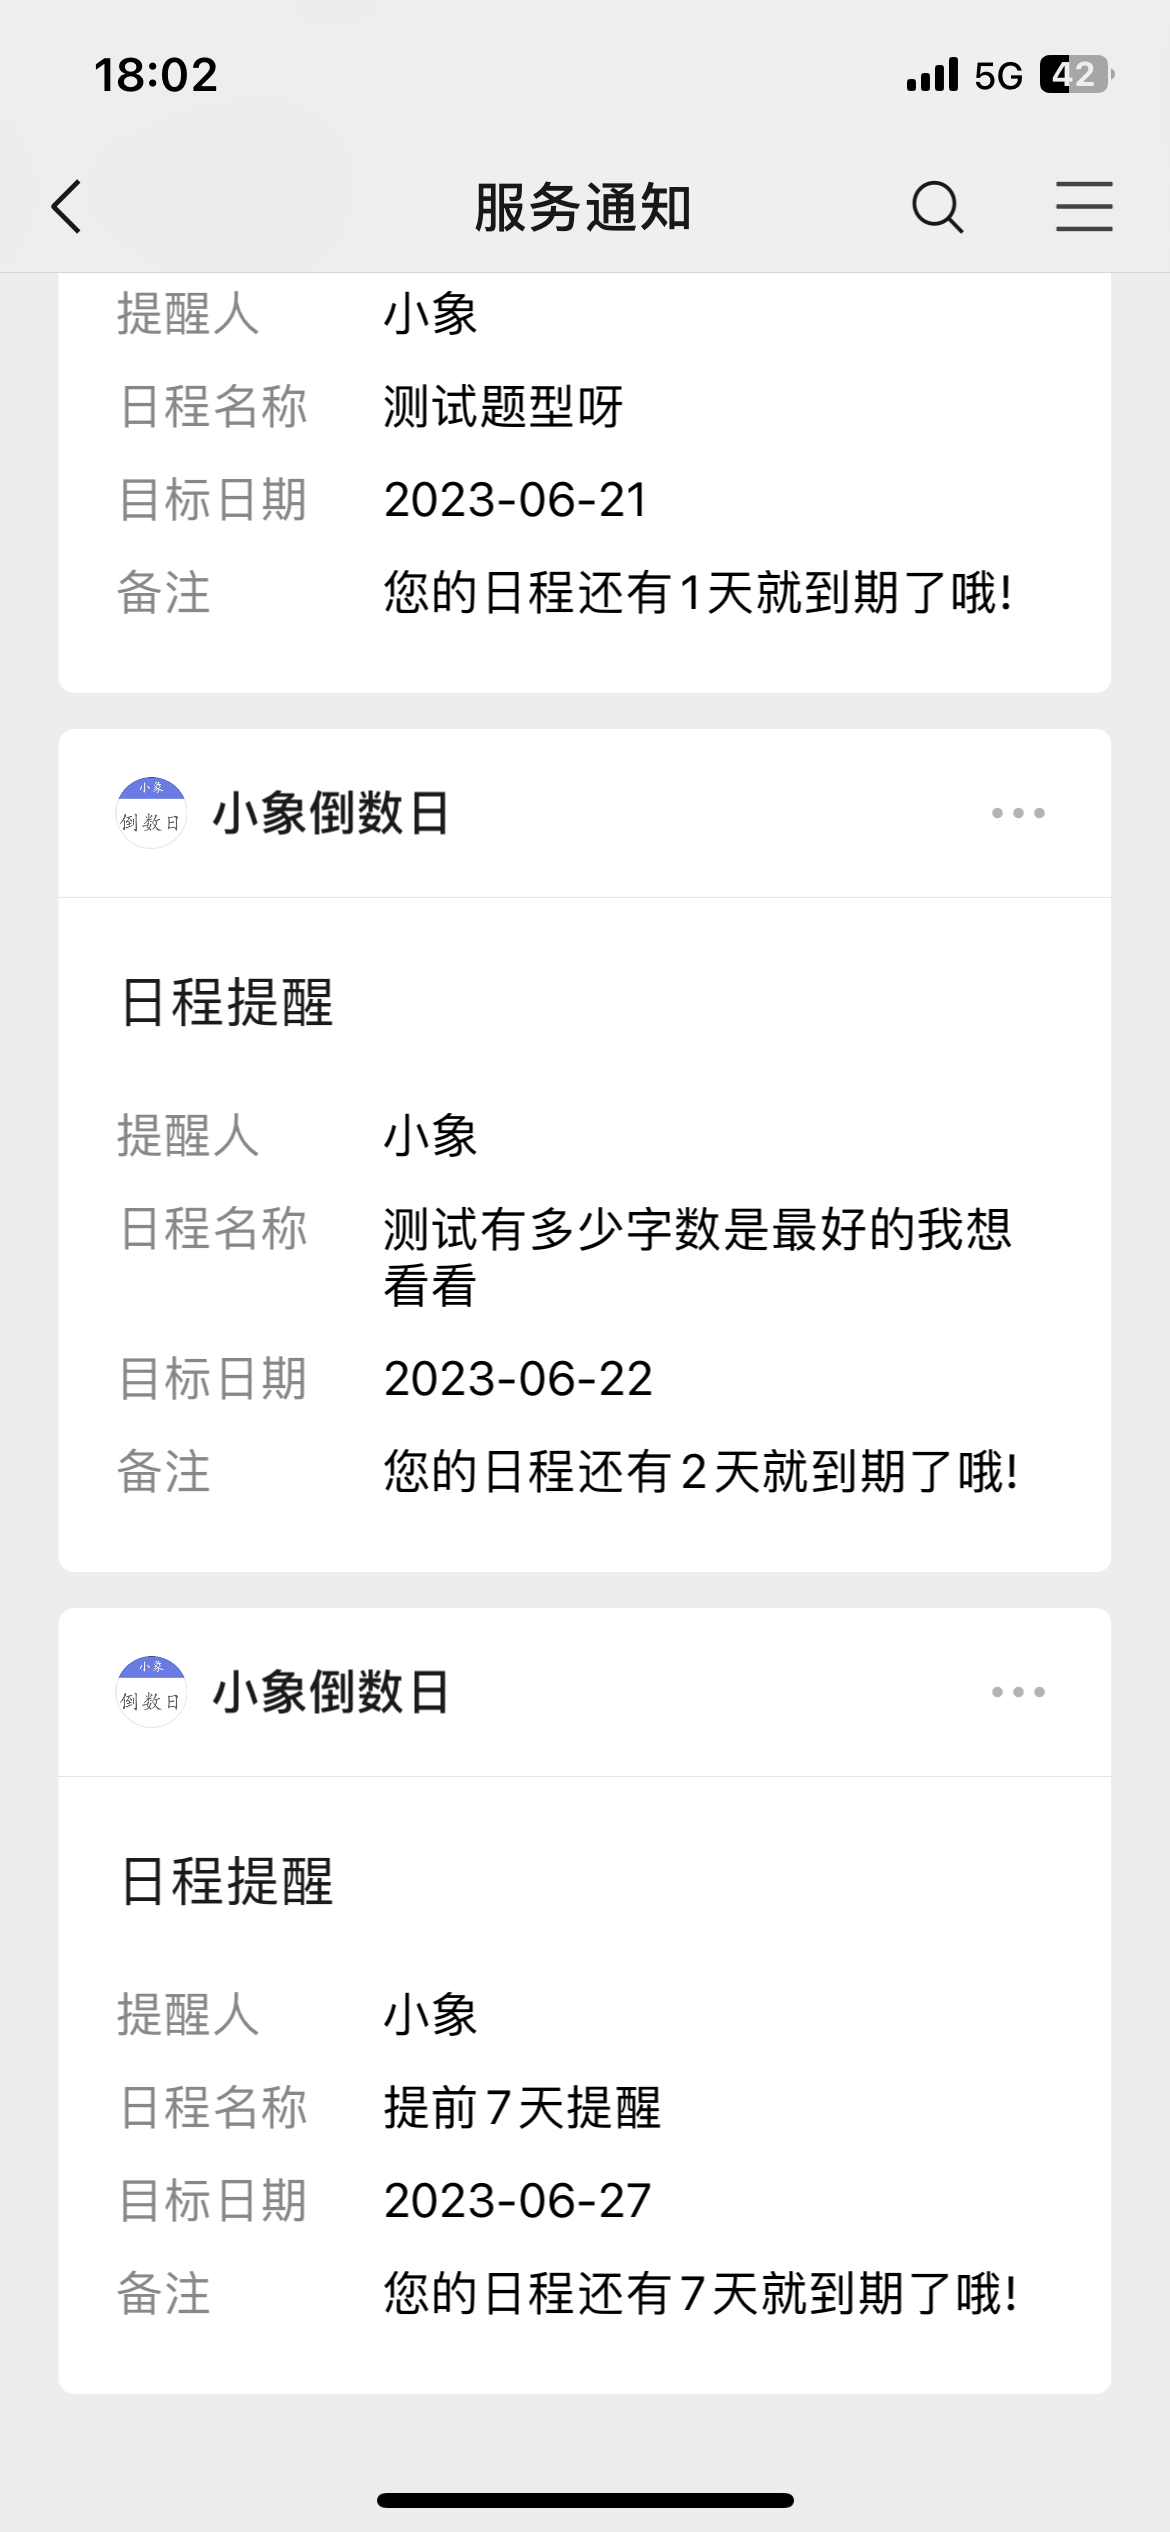 18:02
5G 42
服务通知
提醒人 小象
日程名称 测试题型呀
目标日期 2023-06-21
备注 您的日程还有1天就到期了哦!
小象
倒数日
小象倒数日
日程提醒
提醒人 小象
日程名称 测试有多少字数是最好的我想
看看
目标日期 2023-06-22
备注 您的日程还有2天就到期了哦!
小象
倒数日
小象倒数日
日程提醒
提醒人 小象
日程名称 提前7天提醒
目标日期 2023-06-27
备注 您的日程还有7天就到期了哦!